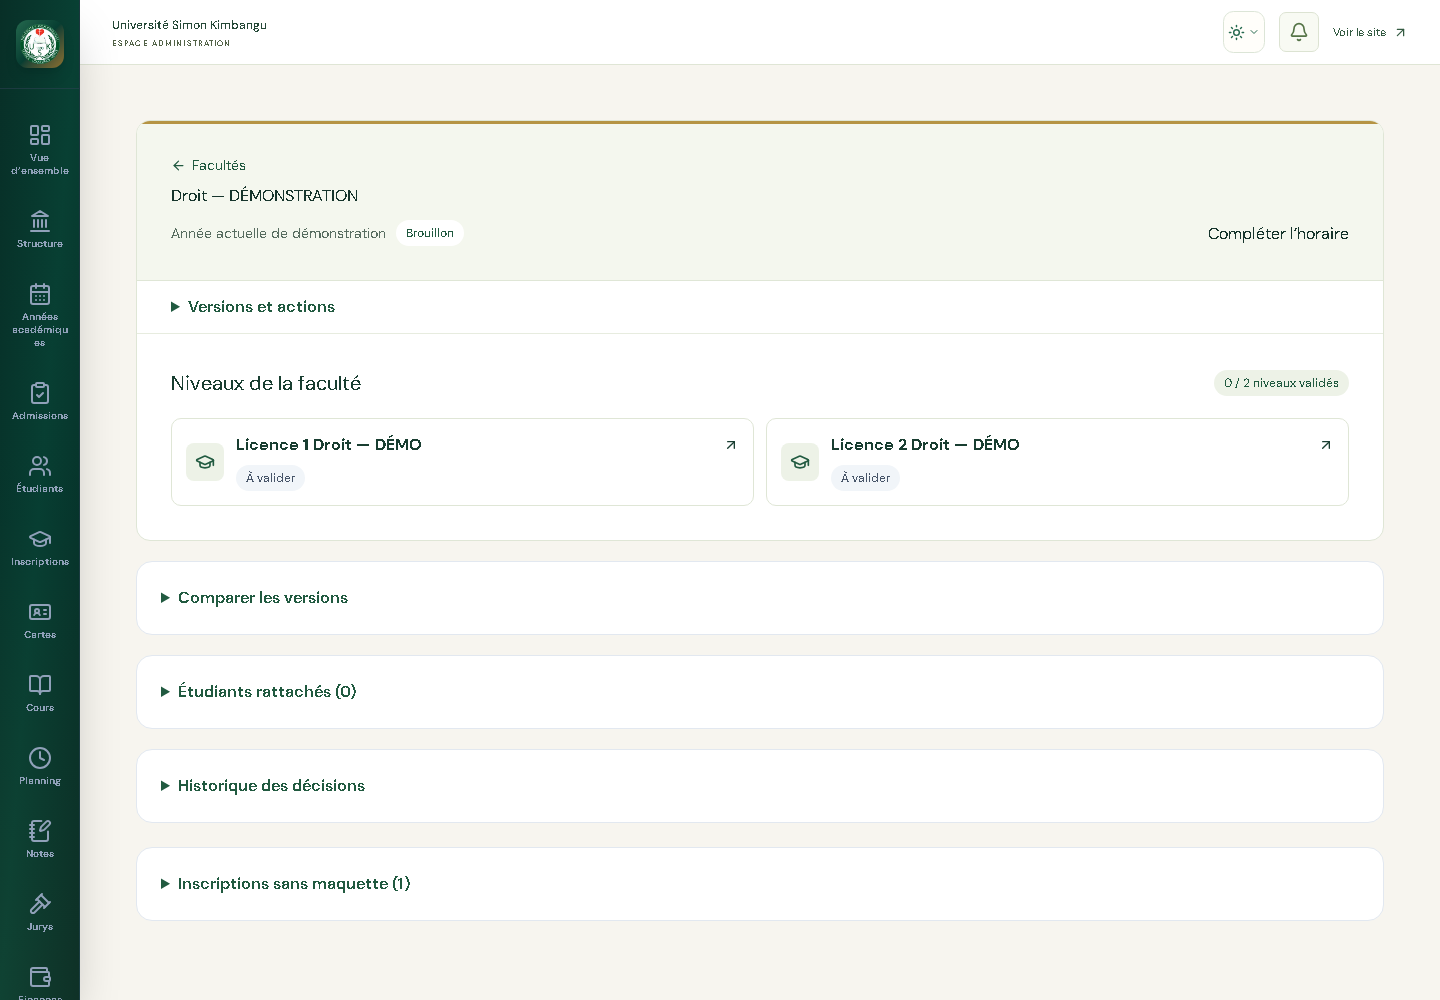 Université Simon Kimbangu
ESPACE ADMINISTRATION
Voir le site
Vue
d'ensemble
Structure
Années
académiqu
es
Admissions
Étudiants
Inscriptions
Cartes
Cours
Planning
Notes
Jurys
Finances
Facultés
Droit — DÉMONSTRATION
Année actuelle de démonstration
Brouillon
Compléter l'horaire
Versions et actions
Niveaux de la faculté
0 / 2 niveaux validés
Licence 1 Droit — DÉMO
À valider
Licence 2 Droit — DÉMO
À valider
Comparer les versions
Étudiants rattachés (0)
Historique des décisions
Inscriptions sans maquette (1)